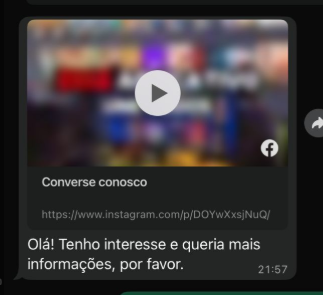 Converse conosco
https://www.instagram.com/p/DOYwXxsjNuQ/
Olá! Tenho interesse e queria mais
informações, por favor.
21:57